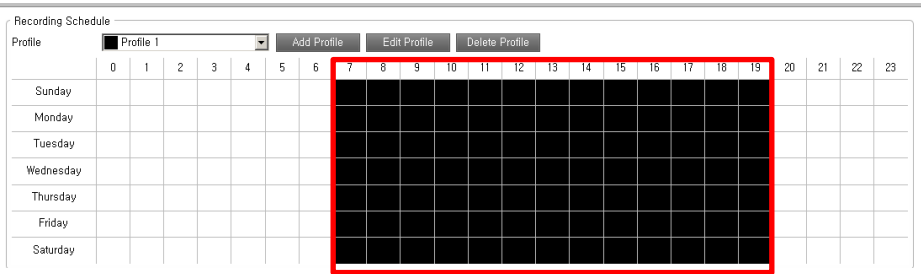 Recording Schedule
Profile Profile 1 Add Profile Edit Profile Delete Profile
0 1 2 3 4 5 6 7 8 9 10 11 12 13 14 15 16 17 18 19 20 21 22 23
Sunday
Monday
Tuesday
Wednesday
Thursday
Friday
Saturday